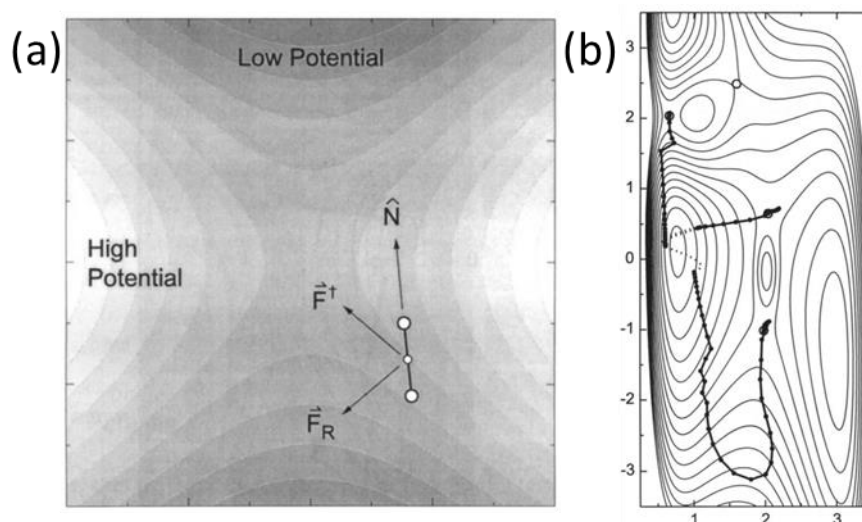 (a)
Low Potential
High
Potential
N̂
F⃗†
F⃗R
(b)
3
2
1
0
-1
-2
-3
1
2
3